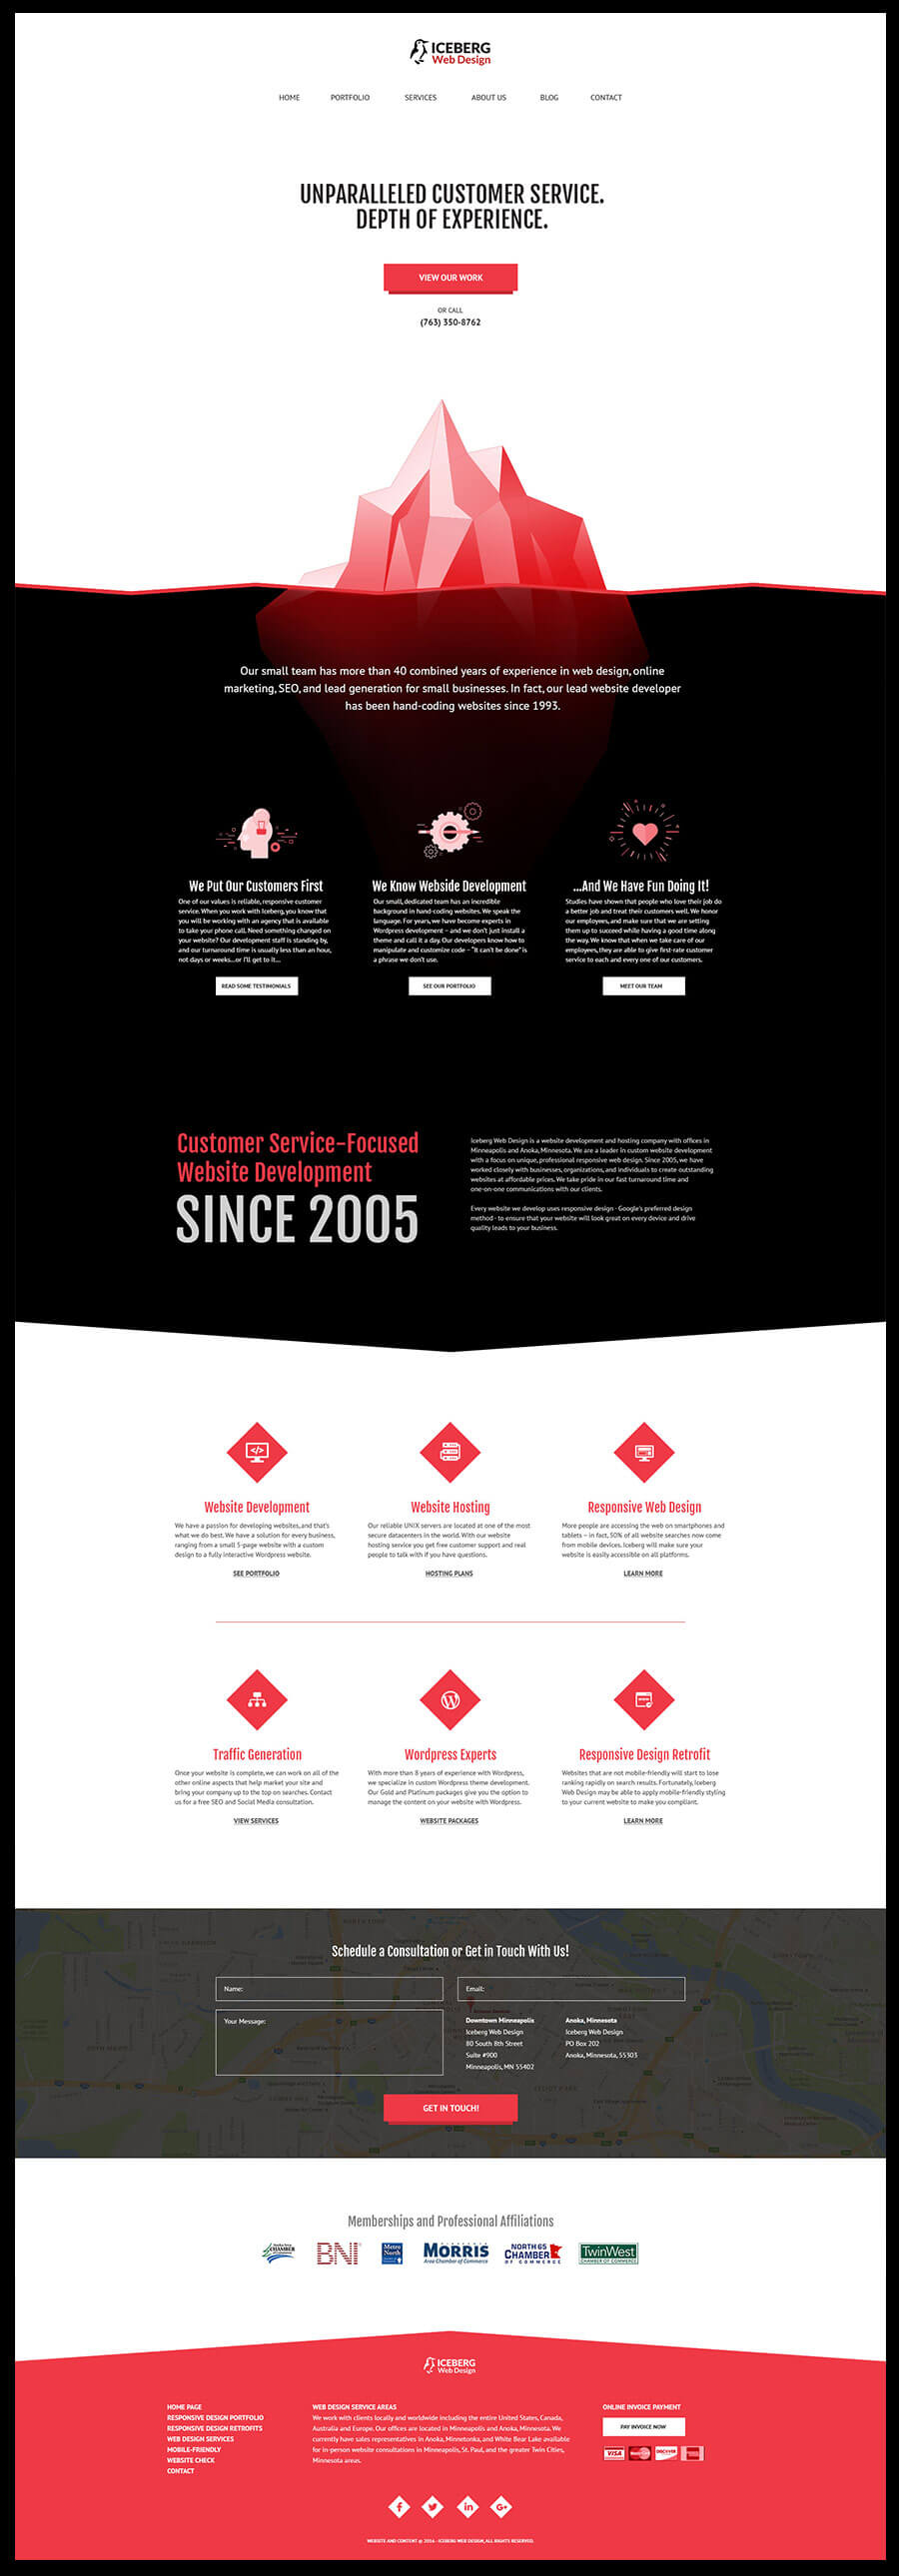 ICEBERG
Web Design
HOME PORTFOLIO SERVICES ABOUT US BLOG CONTACT
UNPARALLELED CUSTOMER SERVICE.
DEPTH OF EXPERIENCE.
VIEW OUR WORK
OR CALL
(763) 350-8762
Our small team has more than 40 combined years of experience in web design, online
marketing, SEO, and lead generation for small businesses. In fact, our lead website developer
has been hand-coding websites since 1993.
We Put Our Customers First
One of our values is reliable, responsive customer
service. When you work with Iceberg, you know that
you will be working with an agency that is available
to take your phone call. Need something changed on
your website? Our development staff is standing by,
and our turnaround time is usually less than an hour,
not days or weeks...or I'll get to it...
READ SOME TESTIMONIALS
We Know Webside Development
Our small, dedicated team has an incredible
background in hand-coding websites. We speak the
language. For years, we have become experts in
Wordpress development – and we don't just install a
theme and call it a day. Our developers know how to
manipulate and customize code – "It can't be done" is
a phrase we don't use.
SEE OUR PORTFOLIO
...And We Have Fun Doing It!
Studies have shown that people who love their job do
a better job and treat their customers well. We honor
our employees, and make sure that we are setting
them up to succeed while having a good time along
the way. We know that when we take care of our
employees, they are able to give first-rate customer
service to each and every one of our customers.
MEET OUR TEAM
Customer Service-Focused
Website Development
SINCE 2005
Iceberg Web Design is a website development and hosting company with offices in
Minneapolis and Anoka, Minnesota. We are a leader in custom website development
with a focus on unique, professional responsive web design. Since 2005, we have
worked closely with businesses, organizations, and individuals to create outstanding
websites at affordable prices. We take pride in our fast turnaround time and
one-on-one communications with our clients.
Every website we develop uses responsive design - Google's preferred design
method - to ensure that your website will look great on every device and drive
quality leads to your business.
Website Development
We have a passion for developing websites, and that's
what we do best. We have a solution for every business,
ranging from a small 5-page website with a custom
design to a fully interactive Wordpress website.
SEE PORTFOLIO
Website Hosting
Our reliable UNIX servers are located at one of the most
secure datacenters in the world. With our website
hosting service you get free customer support and real
people to talk with if you have questions.
HOSTING PLANS
Responsive Web Design
More people are accessing the web on smartphones and
tablets – in fact, 50% of all website searches now come
from mobile devices. Iceberg will make sure your
website is easily accessible on all platforms.
LEARN MORE
Traffic Generation
Once your website is complete, we can work on all of the
other online aspects that help market your site and
bring your company up to the top on searches. Contact
us for a free SEO and Social Media consultation.
VIEW SERVICES
Wordpress Experts
With more than 8 years of experience with Wordpress,
we specialize in custom Wordpress theme development.
Our Gold and Platinum packages give you the option to
manage the content on your website with Wordpress.
WEBSITE PACKAGES
Responsive Design Retrofit
Websites that are not mobile-friendly will start to lose
ranking rapidly on search results. Fortunately, Iceberg
Web Design may be able to apply mobile-friendly styling
to your current website to make you compliant.
LEARN MORE
Schedule a Consultation or Get in Touch With Us!
Name:
Email:
Your Message:
Downtown Minneapolis
Iceberg Web Design
80 South 8th Street
Suite #900
Minneapolis, MN 55402
Anoka, Minnesota
Iceberg Web Design
PO Box 202
Anoka, Minnesota, 55303
GET IN TOUCH!
Memberships and Professional Affiliations
CHAMBER
BNI
Metro
North
MORRIS
Area Chamber of Commerce
NORTH 65
CHAMBER
OF COMMERCE
TwinWest
CHAMBER OF COMMERCE
ICEBERG
Web Design
HOME PAGE
RESPONSIVE DESIGN PORTFOLIO
RESPONSIVE DESIGN RETROFITS
WEB DESIGN SERVICES
MOBILE-FRIENDLY
WEBSITE CHECK
CONTACT
WEB DESIGN SERVICE AREAS
We work with clients locally and worldwide including the entire United States, Canada,
Australia and Europe. Our offices are located in Minneapolis and Anoka, Minnesota. We
currently have sales representatives in Anoka, Minnetonka, and White Bear Lake available
for in-person website consultations in Minneapolis, St. Paul, and the greater Twin Cities,
Minnesota areas.
ONLINE INVOICE PAYMENT
PAY INVOICE NOW
VISA MasterCard DISCOVER
WEBSITE AND CONTENT @ 2016 - ICEBERG WEB DESIGN, ALL RIGHTS RESERVED.